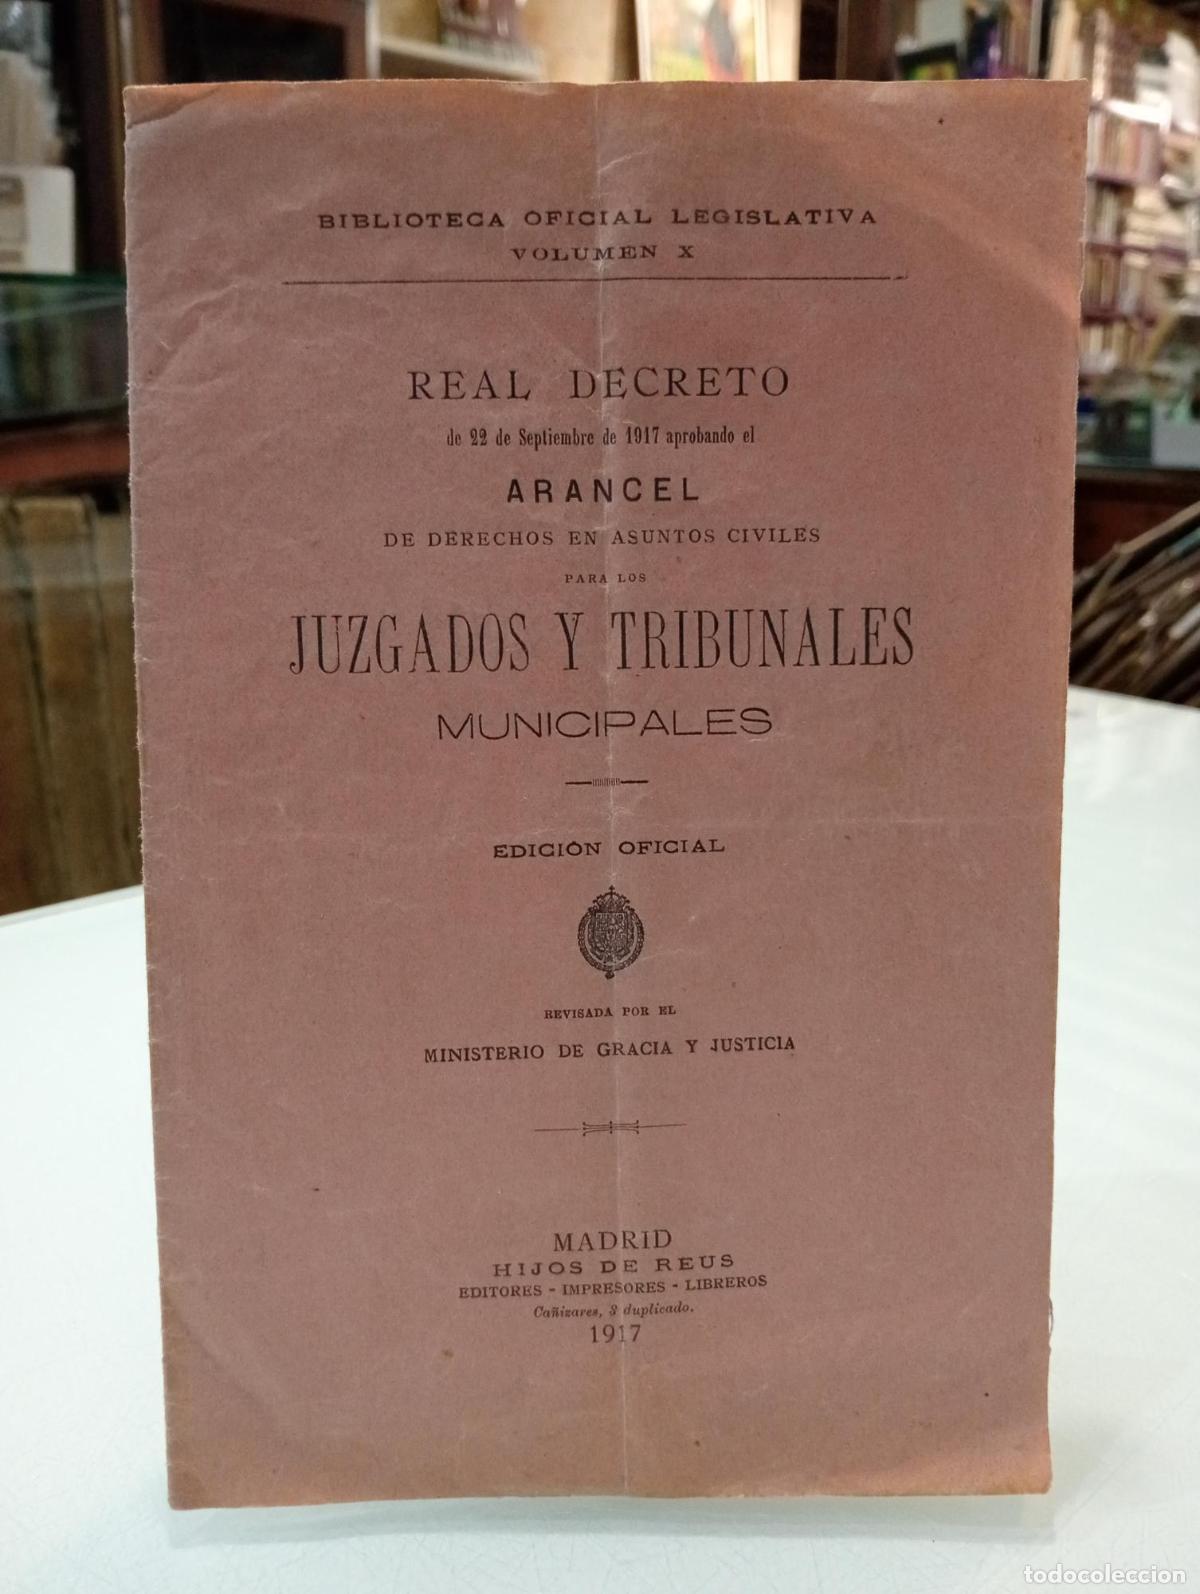 BIBLIOTECA OFICIAL LEGISLATIVA
VOLUMEN X
REAL DECRETO
de 22 de Septiembre de 1917 aprobando el
ARANCEL
DE DERECHOS EN ASUNTOS CIVILES
PARA LOS
JUZGADOS Y TRIBUNALES
MUNICIPALES
EDICIÓN OFICIAL
REVISADA POR EL
MINISTERIO DE GRACIA Y JUSTICIA
MADRID
HIJOS DE REUS
EDITORES - IMPRESORES - LIBREROS
Cañizares, 3 duplicado.
1917
todocoleccion